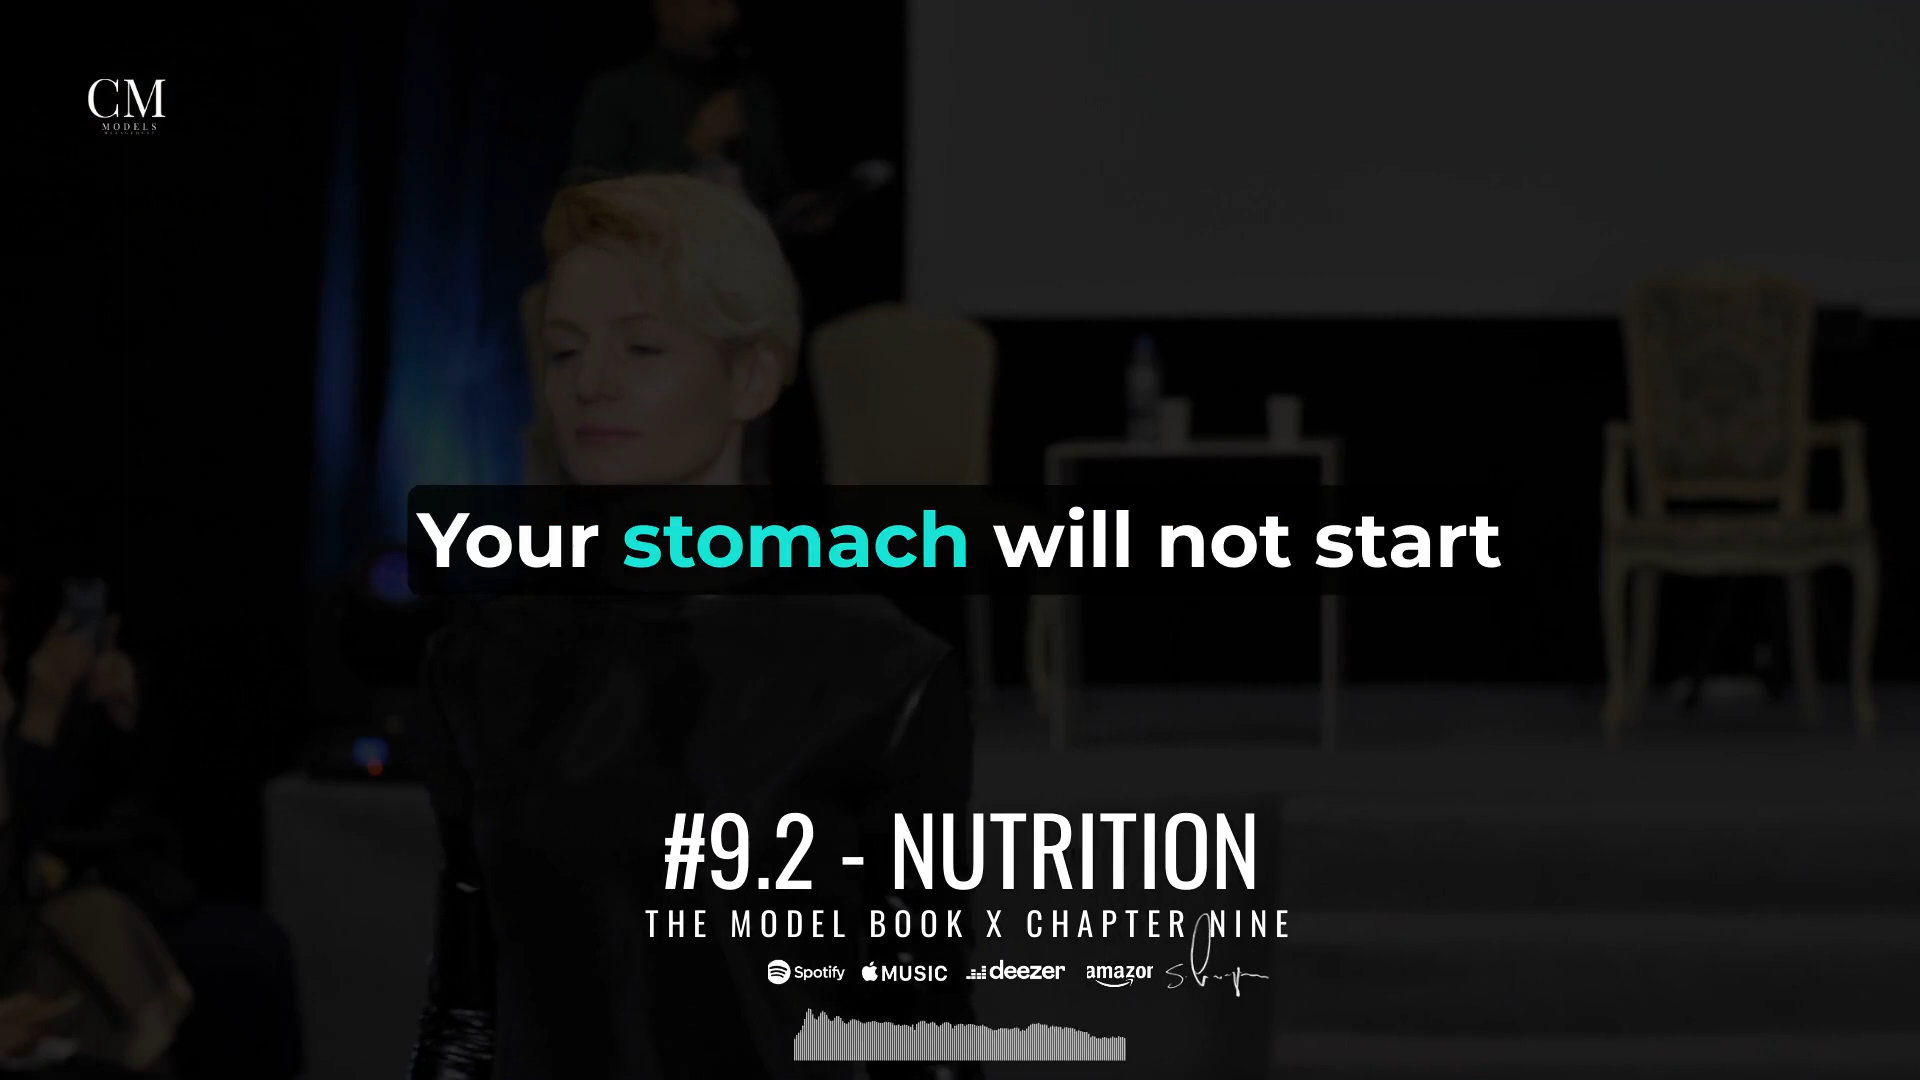 CM
MODELS
MANAGEMENT
Your stomach will not start
#9.2 - NUTRITION
THE MODEL BOOK X CHAPTER NINE
Spotify MUSIC deezer amazon